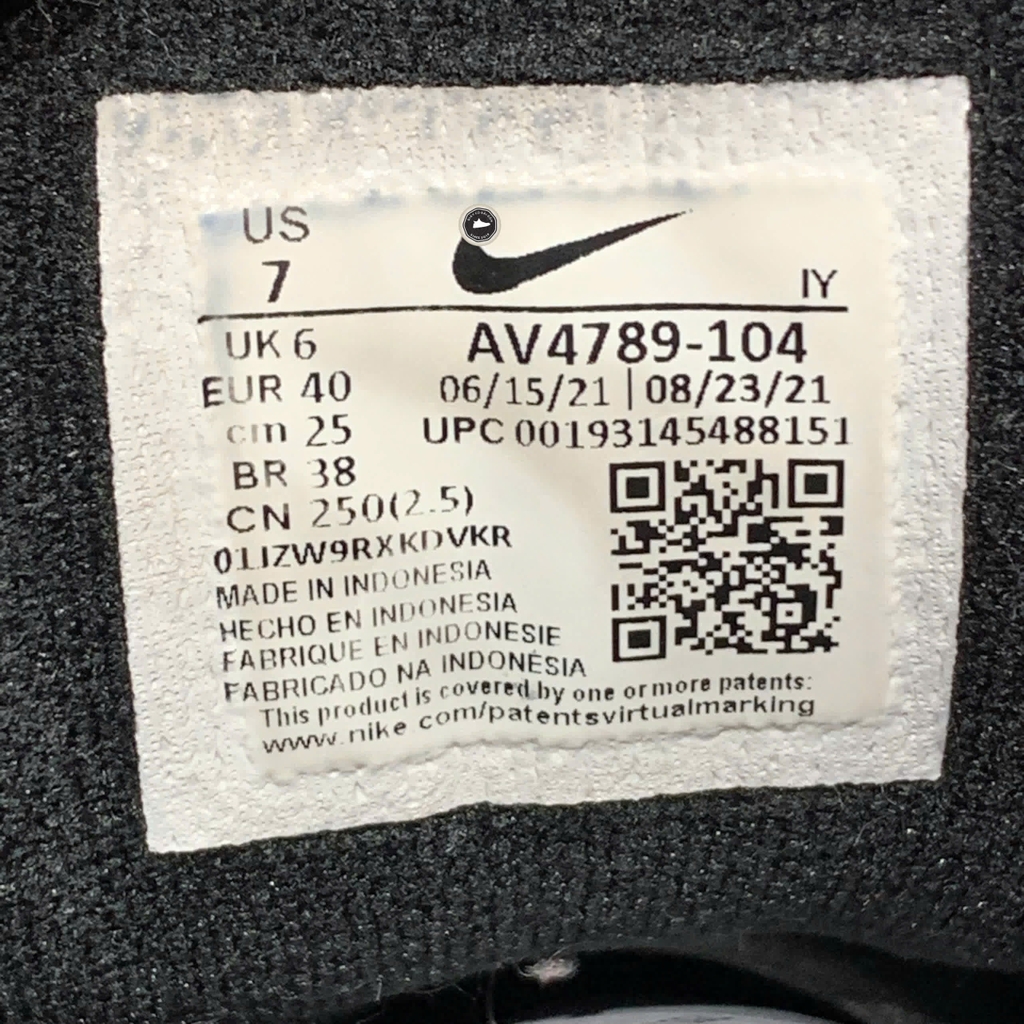 US
7
IY
UK 6
AV4789-104
EUR 40
06/15/21 | 08/23/21
cm 25
UPC 00193145488151
BR 38
CN 250(2.5)
01IZW9RXKDVKR
MADE IN INDONESIA
HECHO EN INDONESIA
FABRIQUE EN INDONESIE
FABRICADO NA INDONÉSIA
This product is covered by one or more patents:
www.nike com/patentsvirtualmarking